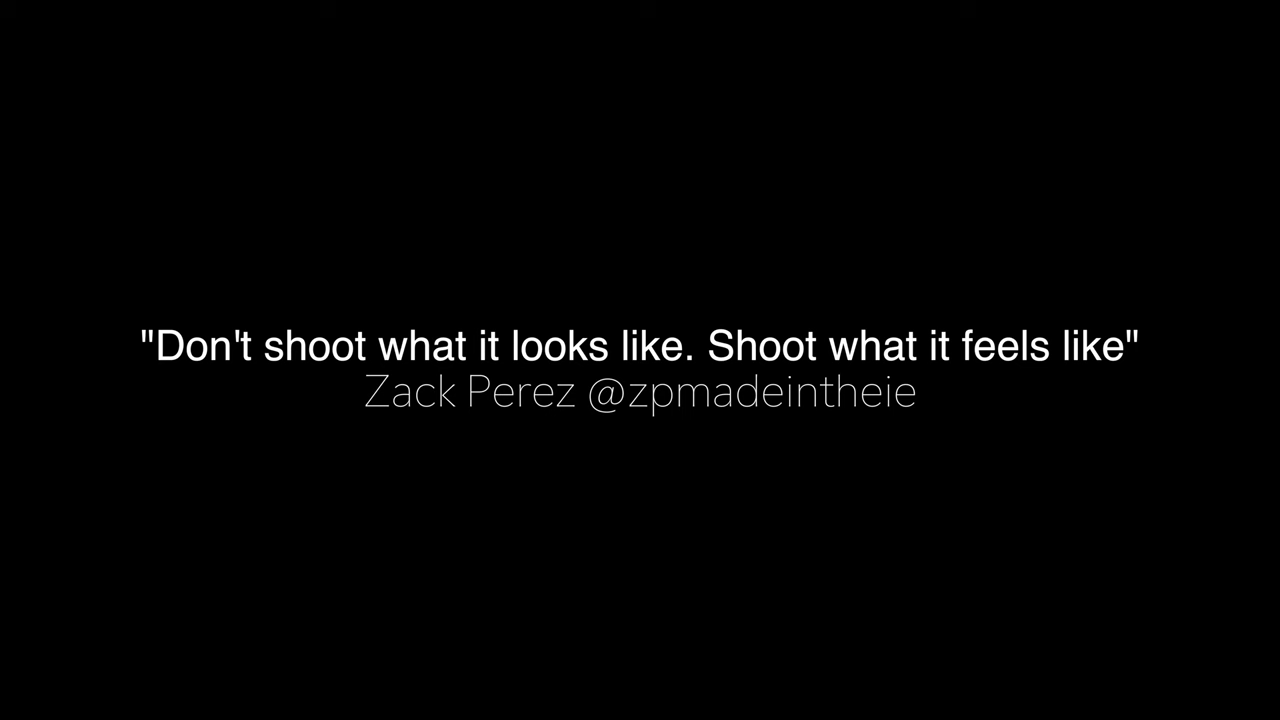 "Don't shoot what it looks like. Shoot what it feels like"
Zack Perez @zpmadeintheie